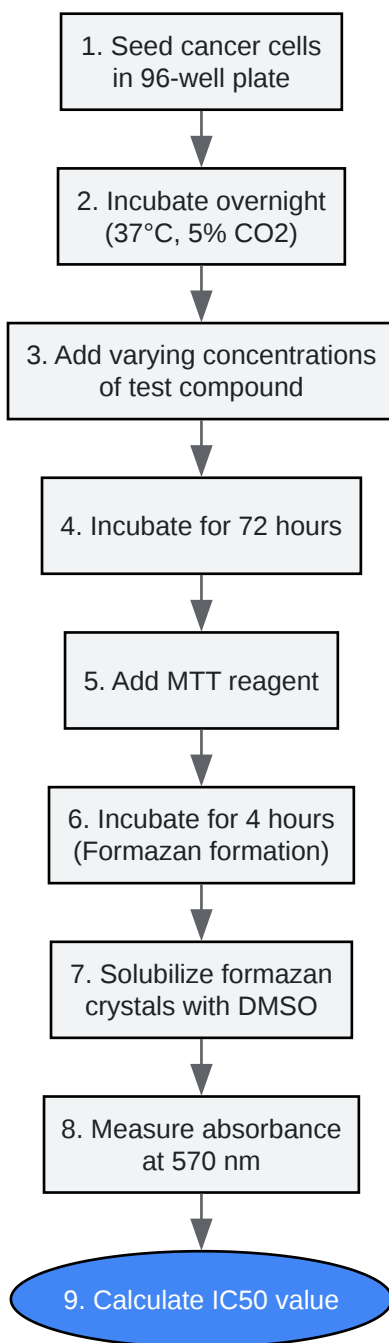 1. Seed cancer cells
in 96-well plate
2. Incubate overnight
(37°C, 5% CO2)
3. Add varying concentrations
of test compound
4. Incubate for 72 hours
5. Add MTT reagent
6. Incubate for 4 hours
(Formazan formation)
7. Solubilize formazan
crystals with DMSO
8. Measure absorbance
at 570 nm
9. Calculate IC50 value